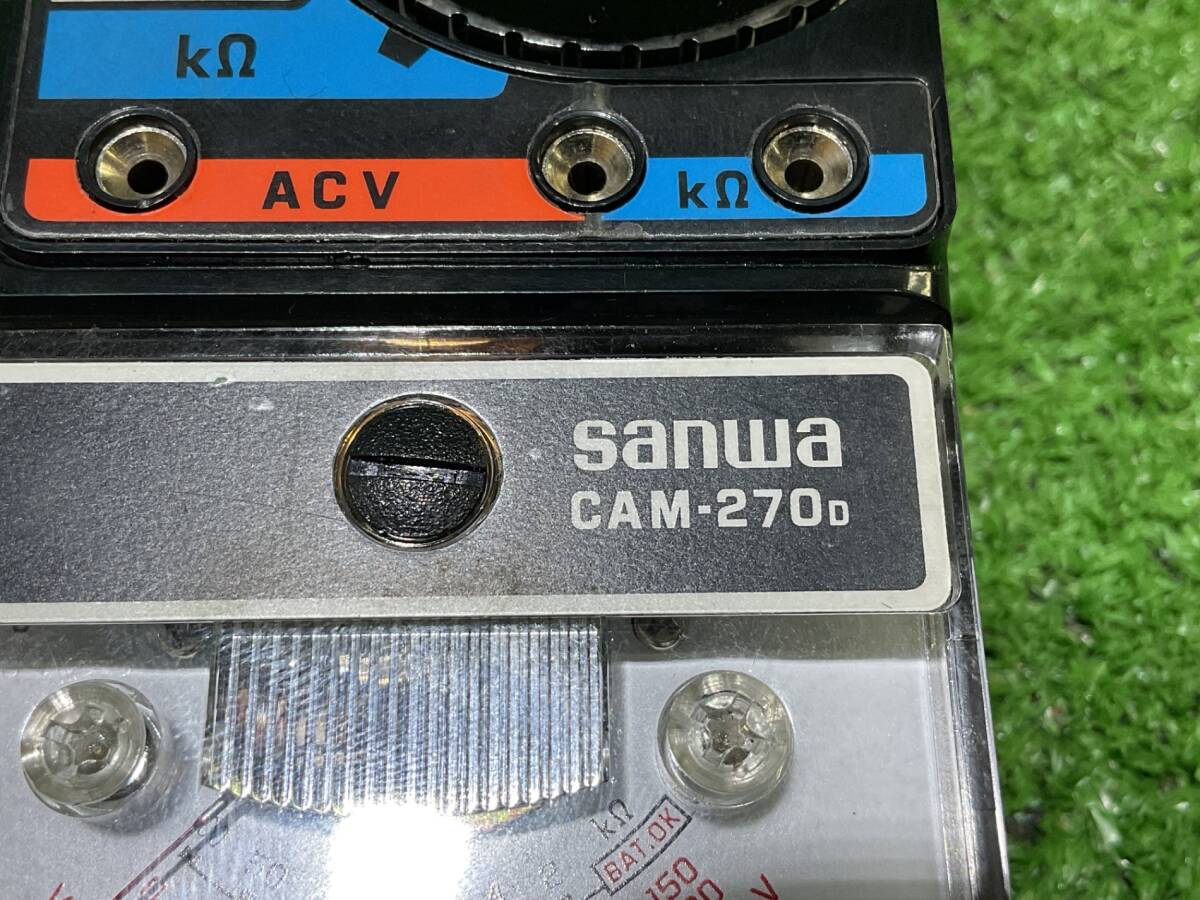 kΩ
ACV
kΩ
sanwa
CAM-270D
kΩ
BAT.OK
150
V